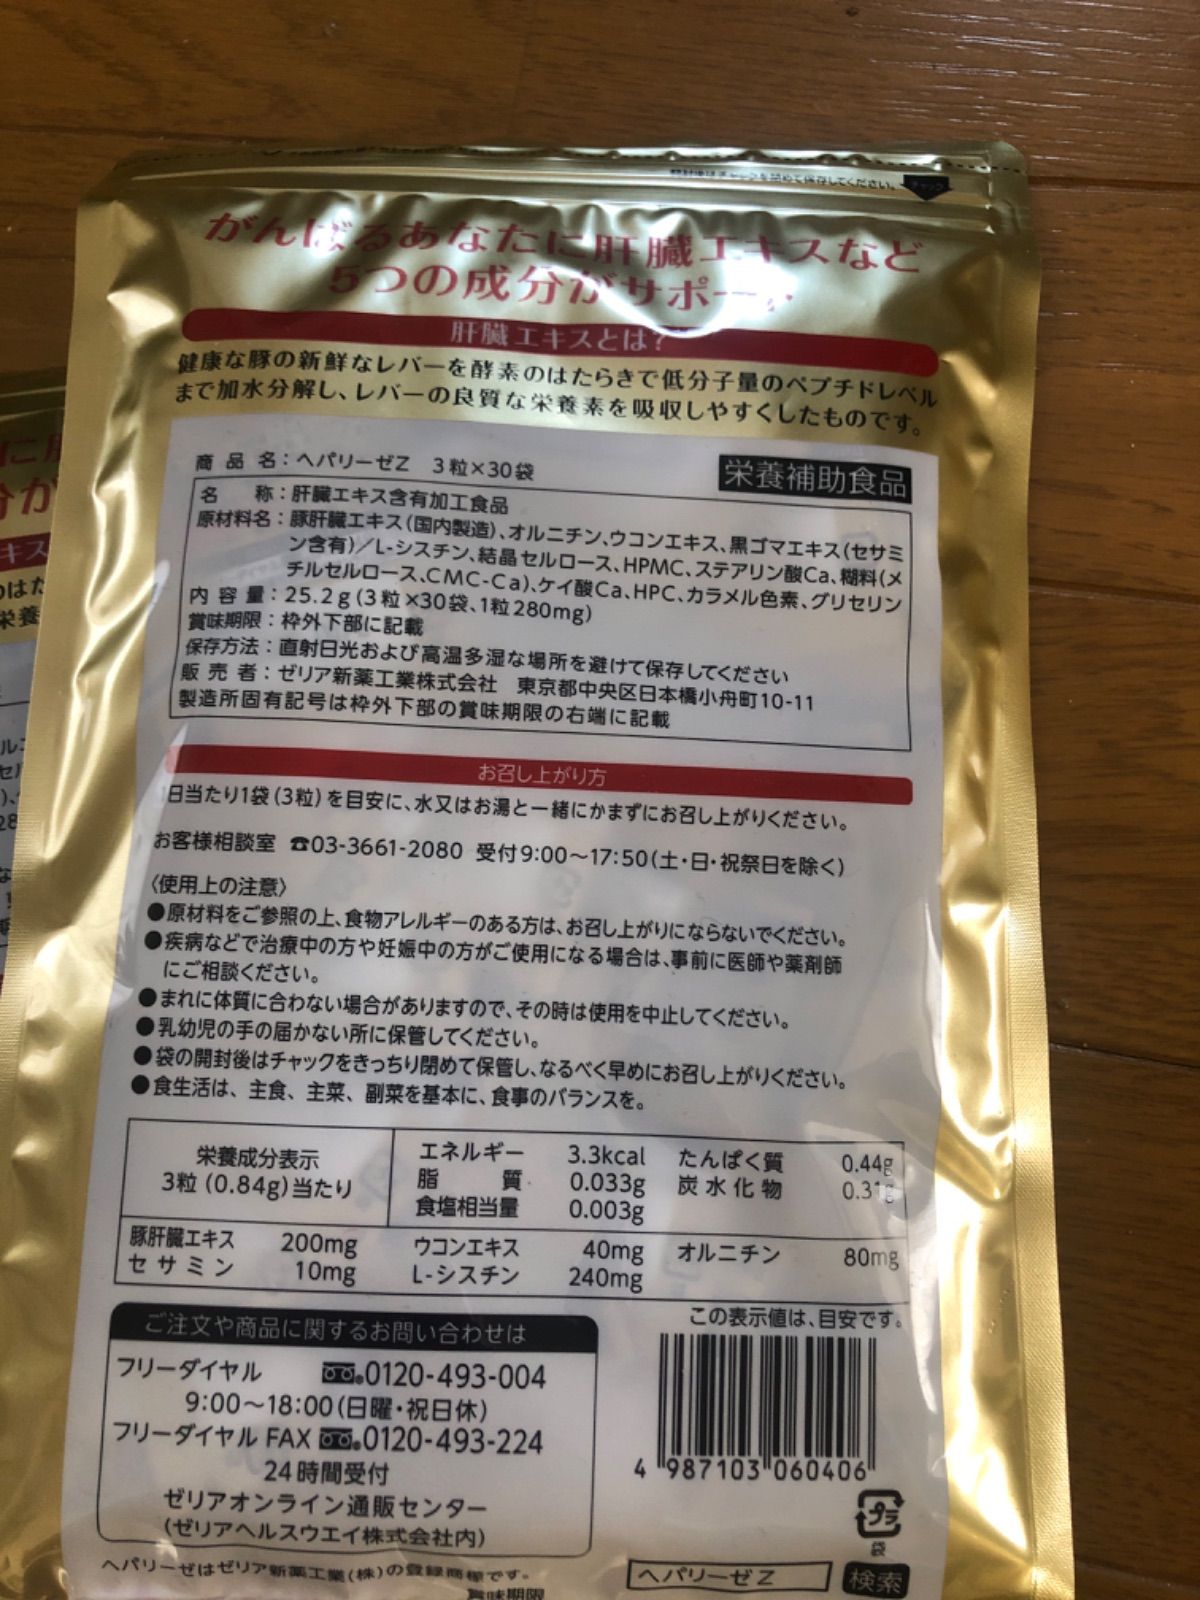 チャックを閉めて保存してください。 チャック
がんばるあなたに肝臓エキスなど
5つの成分がサポート
肝臓エキスとは?
健康な豚の新鮮なレバーを酵素のはたらきで低分子量のペプチドレベル
まで加水分解し、レバーの良質な栄養素を吸収しやすくしたものです。
商品名：ヘパリーゼZ 3粒×30袋
栄養補助食品
名 称：肝臓エキス含有加工食品
原材料名：豚肝臓エキス(国内製造)、オルニチン、ウコンエキス、黒ゴマエキス(セサミ
ン含有)／L-シスチン、結晶セルロース、HPMC、ステアリン酸Ca、糊料(メ
チルセルロース、CMC-Ca)、ケイ酸Ca、HPC、カラメル色素、グリセリン
内容量：25.2g(3粒×30袋、1粒280mg)
賞味期限：枠外下部に記載
保存方法：直射日光および高温多湿な場所を避けて保存してください
販売者：ゼリア新薬工業株式会社 東京都中央区日本橋小舟町10-11
製造所固有記号は枠外下部の賞味期限の右端に記載
お召し上がり方
1日当たり1袋(3粒)を目安に、水又はお湯と一緒にかまずにお召し上がりください。
お客様相談室 ☎03-3661-2080 受付9:00〜17:50(土・日・祝祭日を除く)
〈使用上の注意〉
●原材料をご参照の上、食物アレルギーのある方は、お召し上がりにならないでください。
●疾病などで治療中の方や妊娠中の方がご使用になる場合は、事前に医師や薬剤師
にご相談ください。
●まれに体質に合わない場合がありますので、その時は使用を中止してください。
●乳幼児の手の届かない所に保管してください。
●袋の開封後はチャックをきっちり閉めて保管し、なるべく早めにお召し上がりください。
●食生活は、主食、主菜、副菜を基本に、食事のバランスを。
栄養成分表示
3粒(0.84g)当たり
エネルギー 3.3kcal たんぱく質 0.44g
脂質 0.033g 炭水化物 0.31g
食塩相当量 0.003g
豚肝臓エキス 200mg ウコンエキス 40mg オルニチン 80mg
セサミン 10mg L-シスチン 240mg
この表示値は、目安です。
ご注文や商品に関するお問い合わせは
フリーダイヤル 0120-493-004
9:00〜18:00(日曜・祝日休)
フリーダイヤル FAX 0120-493-224
24時間受付
ゼリアオンライン通販センター
(ゼリアヘルスウエイ株式会社内)
4 987103 060406
プラ
袋
ヘパリーゼはゼリア新薬工業(株)の登録商標です。
ヘパリーゼZ 検索
賞味期限